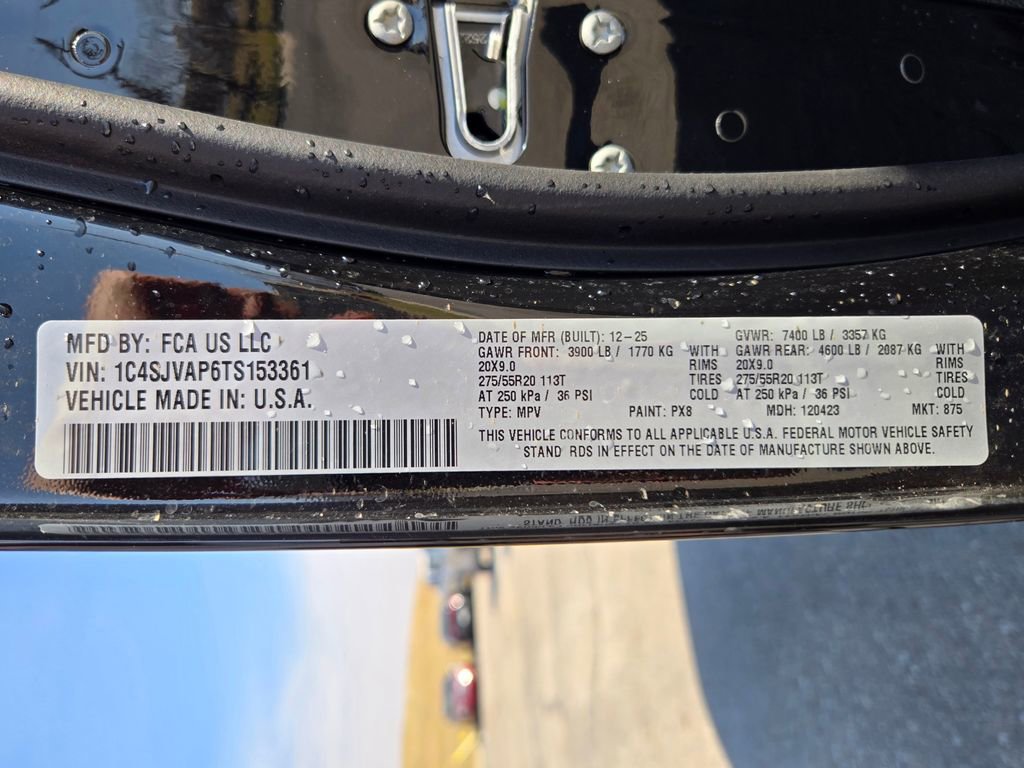 MFD BY: FCA US LLC
VIN: 1C4SJVAP6TS153361
VEHICLE MADE IN: U.S.A.
DATE OF MFR (BUILT): 12-25 GVWR: 7400 LB / 3357 KG
GAWR FRONT: 3900 LB / 1770 KG WITH GAWR REAR: 4600 LB / 2087 KG WITH
20X9.0 RIMS 20X9.0 RIMS
275/55R20 113T TIRES 275/55R20 113T TIRES
AT 250 kPa / 36 PSI COLD AT 250 kPa / 36 PSI COLD
TYPE: MPV PAINT: PX8 MDH: 120423 MKT: 875
THIS VEHICLE CONFORMS TO ALL APPLICABLE U.S.A. FEDERAL MOTOR VEHICLE SAFETY
STAND RDS IN EFFECT ON THE DATE OF MANUFACTURE SHOWN ABOVE.